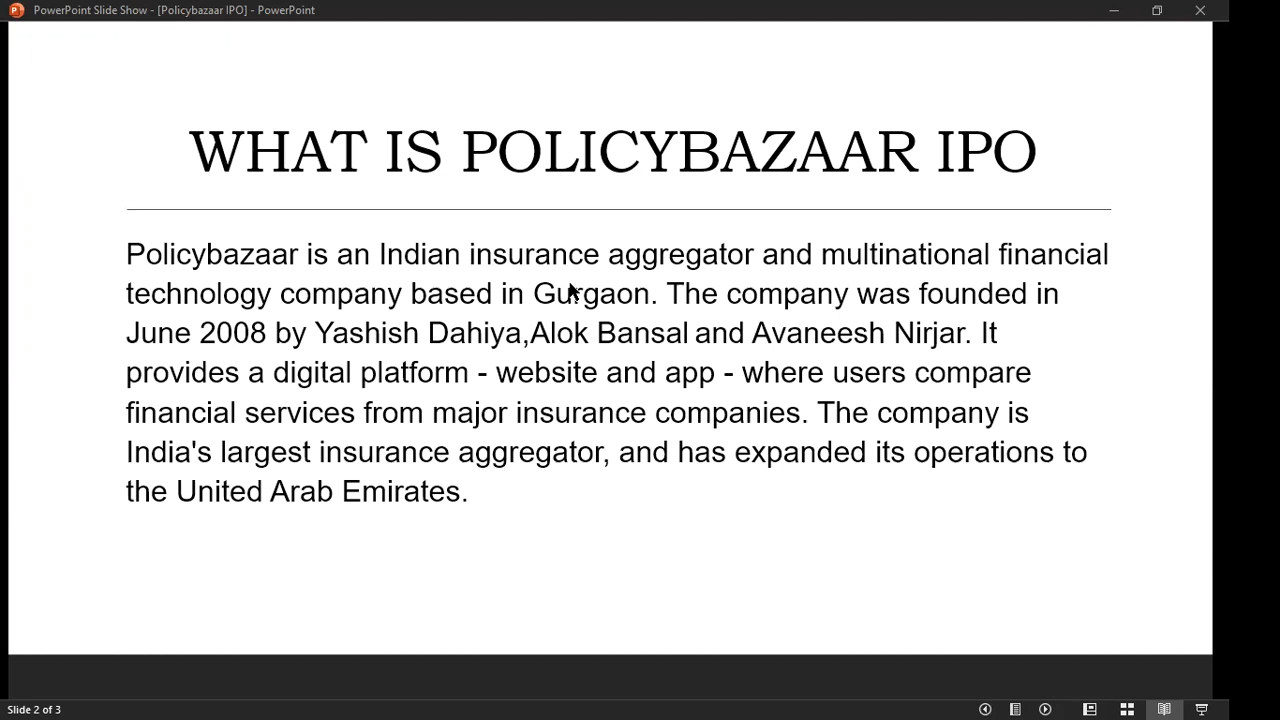 PowerPoint Slide Show - [Policybazaar IPO] - PowerPoint
WHAT IS POLICYBAZAAR IPO
Policybazaar is an Indian insurance aggregator and multinational financial
technology company based in Gurgaon. The company was founded in
June 2008 by Yashish Dahiya,Alok Bansal and Avaneesh Nirjar. It
provides a digital platform - website and app - where users compare
financial services from major insurance companies. The company is
India's largest insurance aggregator, and has expanded its operations to
the United Arab Emirates.
Slide 2 of 3